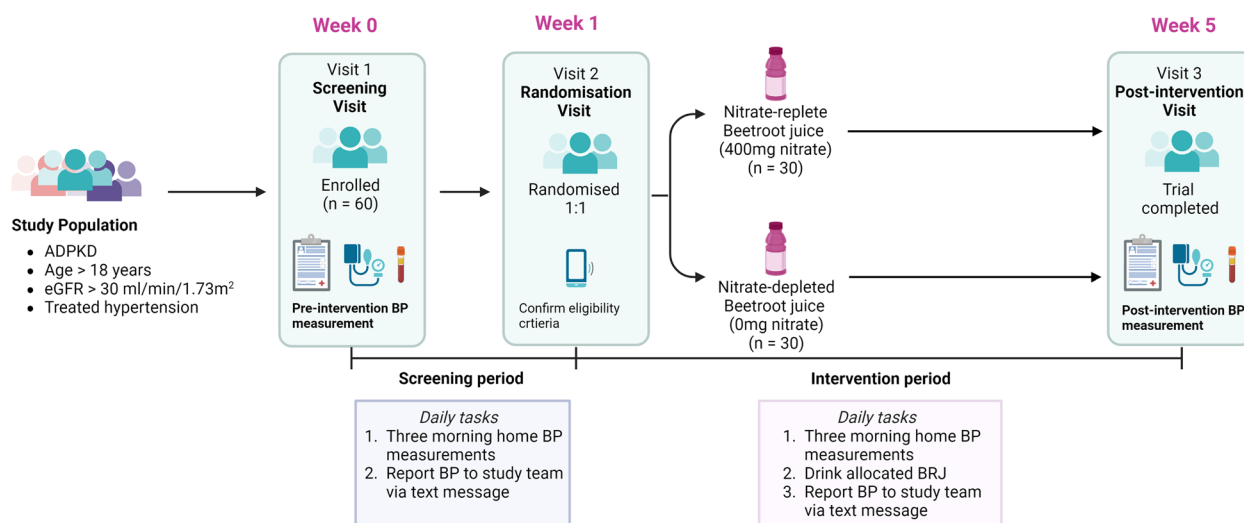 Week 0
Week 1
Week 5
Visit 1
Screening
Visit
Enrolled
(n = 60)
Pre-intervention BP
measurement
Visit 2
Randomisation
Visit
Randomised
1:1
Confirm eligibility
crtieria
Nitrate-replete
Beetroot juice
(400mg nitrate)
(n = 30)
Nitrate-depleted
Beetroot juice
(0mg nitrate)
(n = 30)
Visit 3
Post-intervention
Visit
Trial
completed
Post-intervention BP
measurement
Study Population
• ADPKD
• Age > 18 years
• eGFR > 30 ml/min/1.73m²
• Treated hypertension
Screening period
Intervention period
Daily tasks
1. Three morning home BP
measurements
2. Report BP to study team
via text message
Daily tasks
1. Three morning home BP
measurements
2. Drink allocated BRJ
3. Report BP to study team
via text message